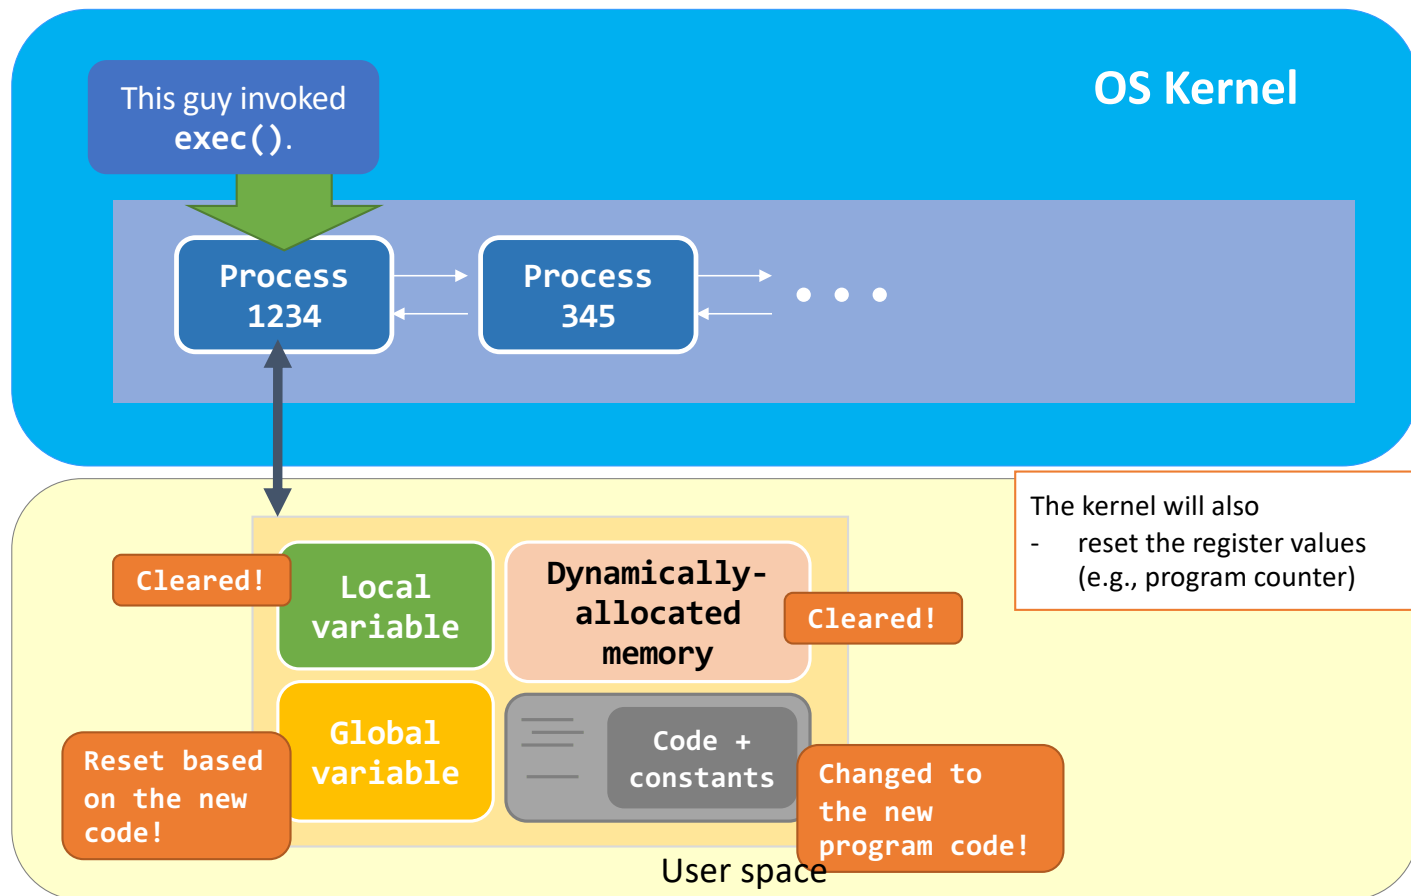 OS Kernel
This guy invoked
exec().
Process
1234
Process
345
• • •
The kernel will also
- reset the register values
(e.g., program counter)
Cleared!
Local
variable
Dynamically-
allocated
memory
Cleared!
Reset based
on the new
code!
Global
variable
Code +
constants
Changed to
the new
program code!
User space